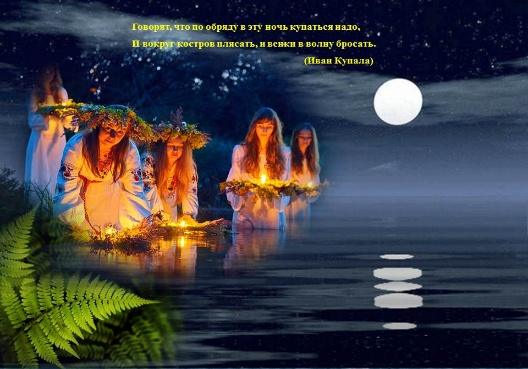 Говорят, что по обряду в эту ночь купаться надо,
И вокруг костров плясать, и венки в волну бросать.
(Иван Купала)